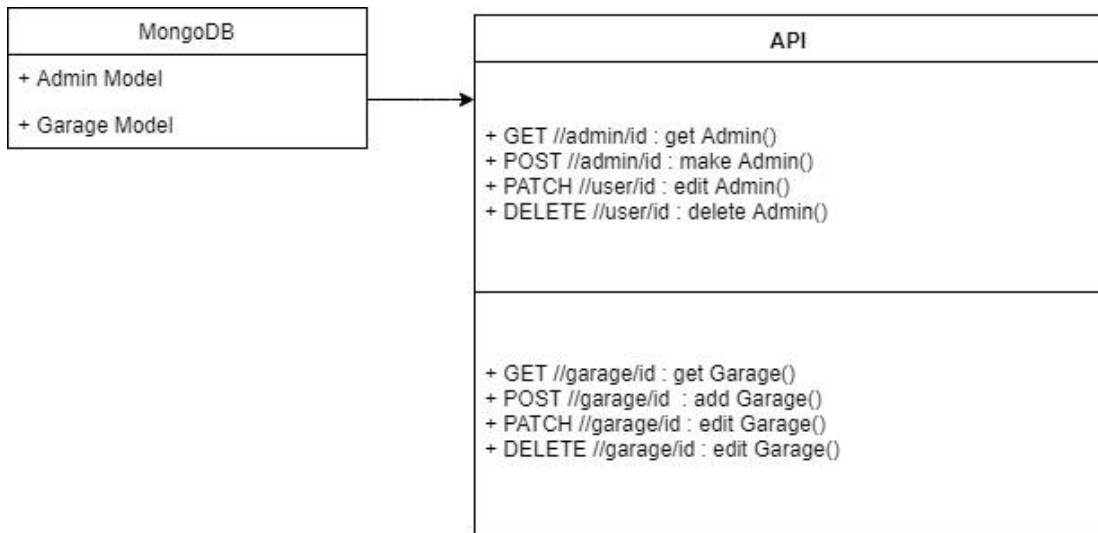 MongoDB
+ Admin Model
+ Garage Model
API
+ GET //admin/id : get Admin()
+ POST //admin/id : make Admin()
+ PATCH //user/id : edit Admin()
+ DELETE //user/id : delete Admin()
+ GET //garage/id : get Garage()
+ POST //garage/id  : add Garage()
+ PATCH //garage/id : edit Garage()
+ DELETE //garage/id : edit Garage()